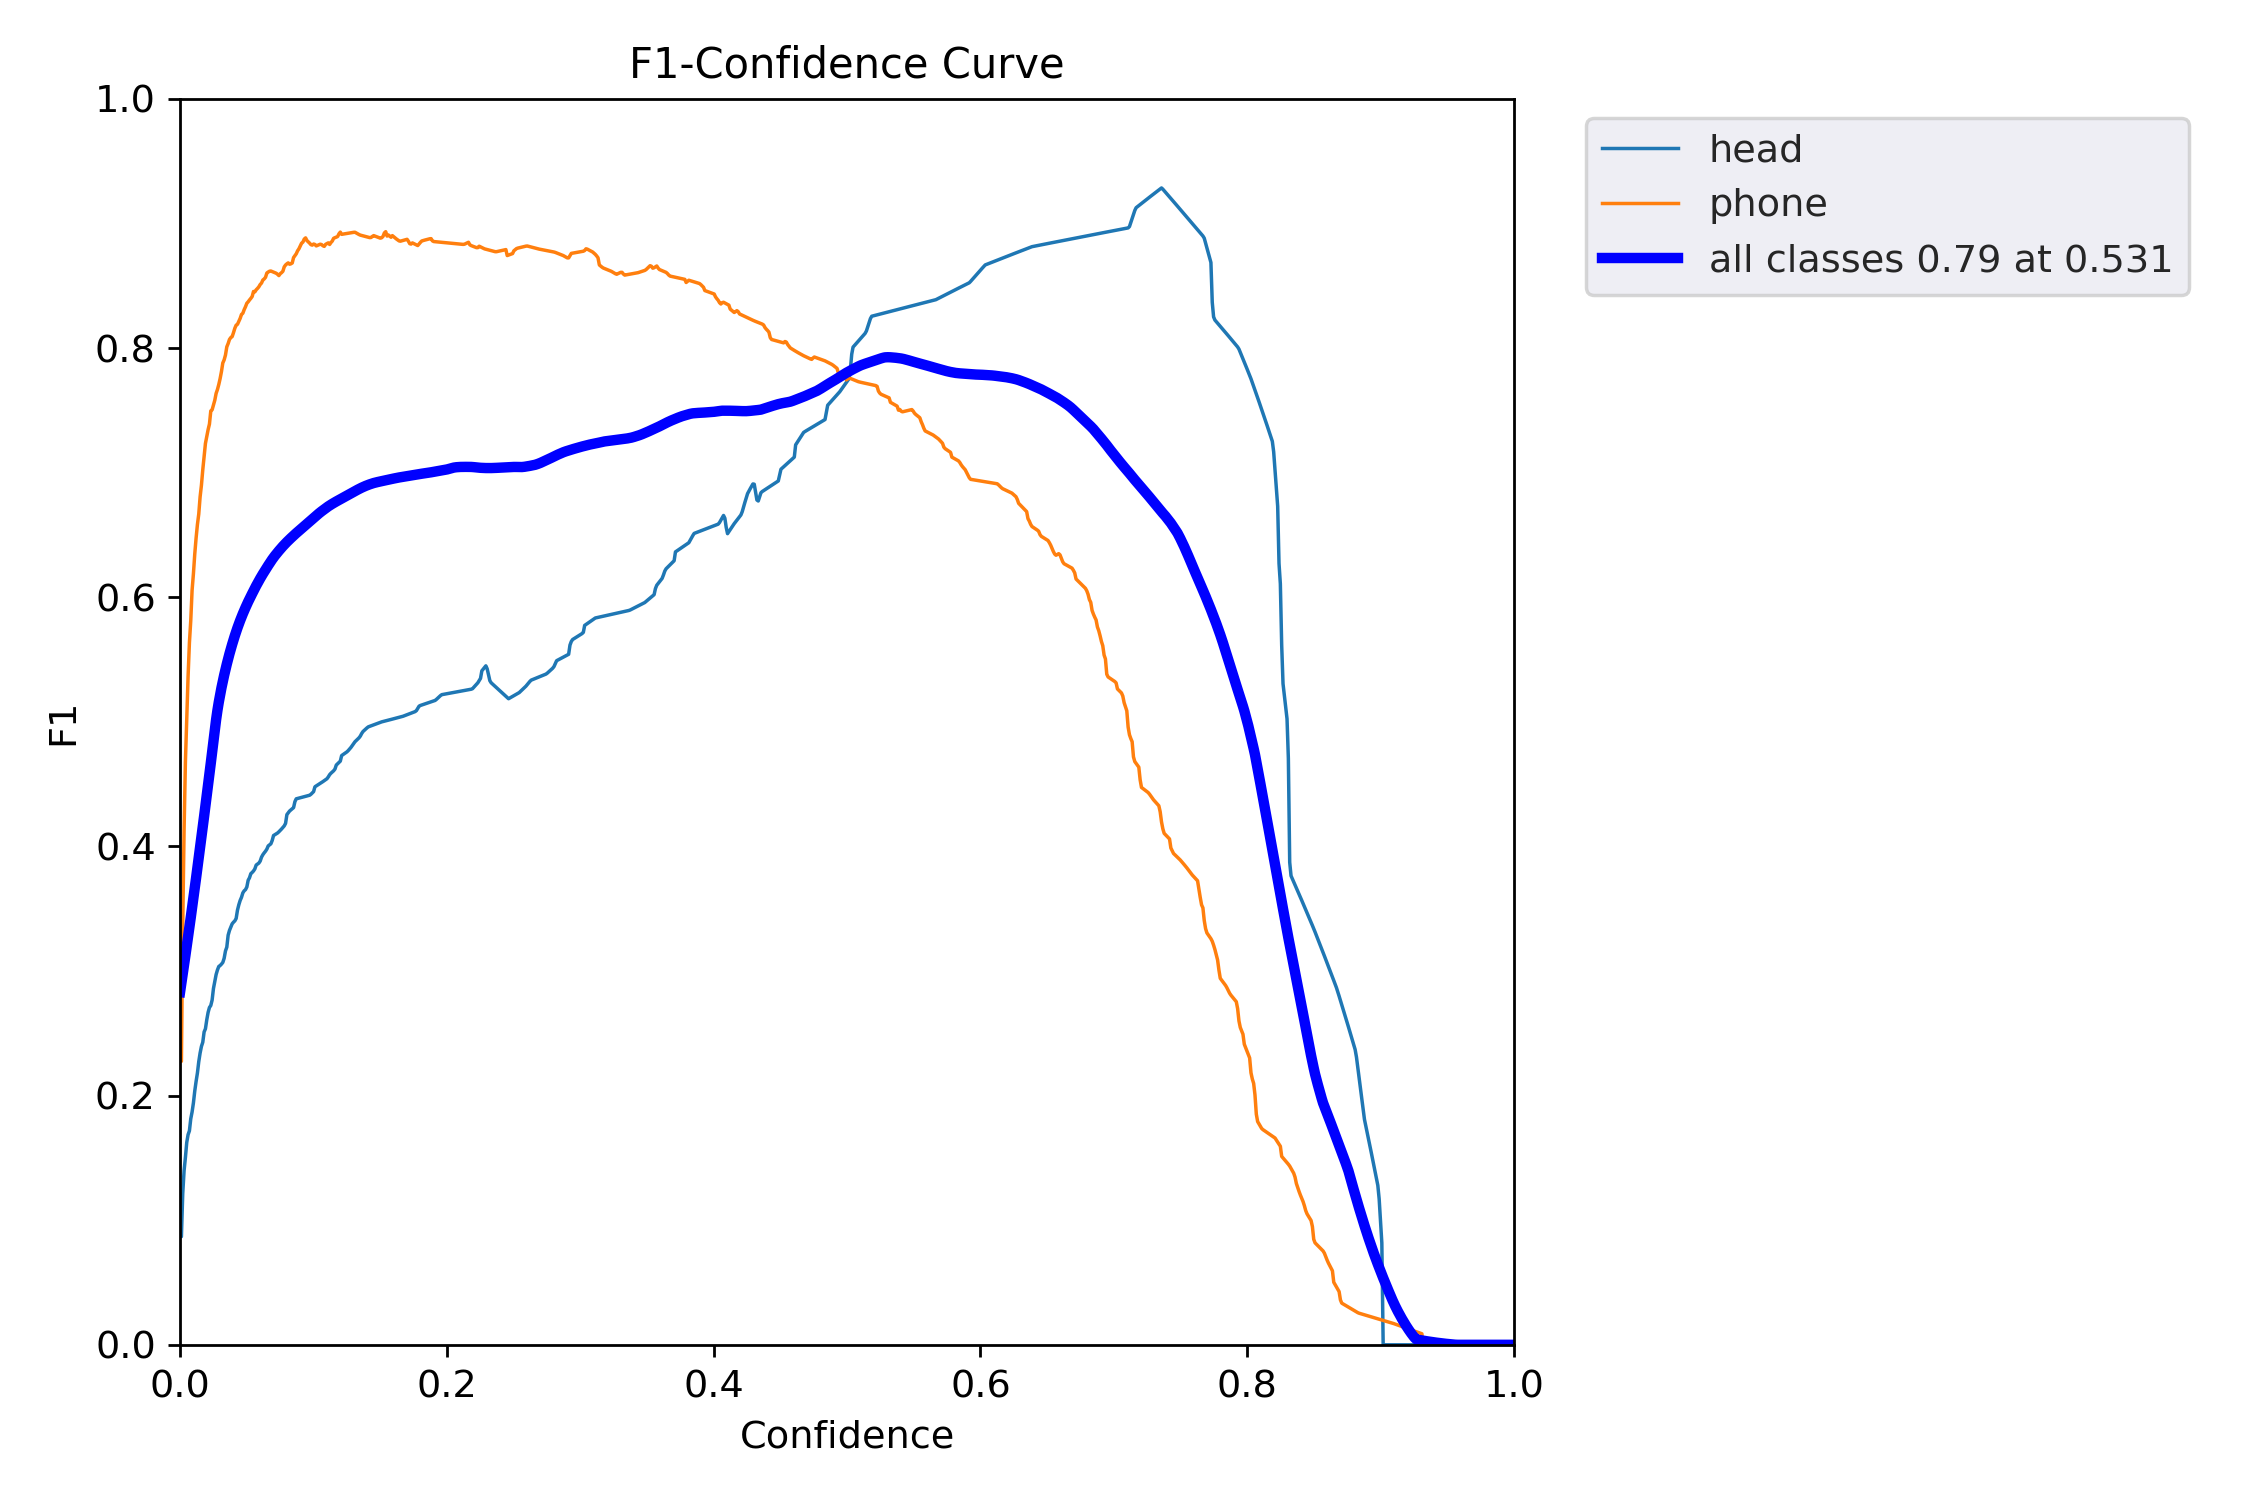 F1-Confidence Curve
head
phone
all classes 0.79 at 0.531
1.0
0.8
0.6
0.4
0.2
0.0
F1
0.0 0.2 0.4 0.6 0.8 1.0
Confidence